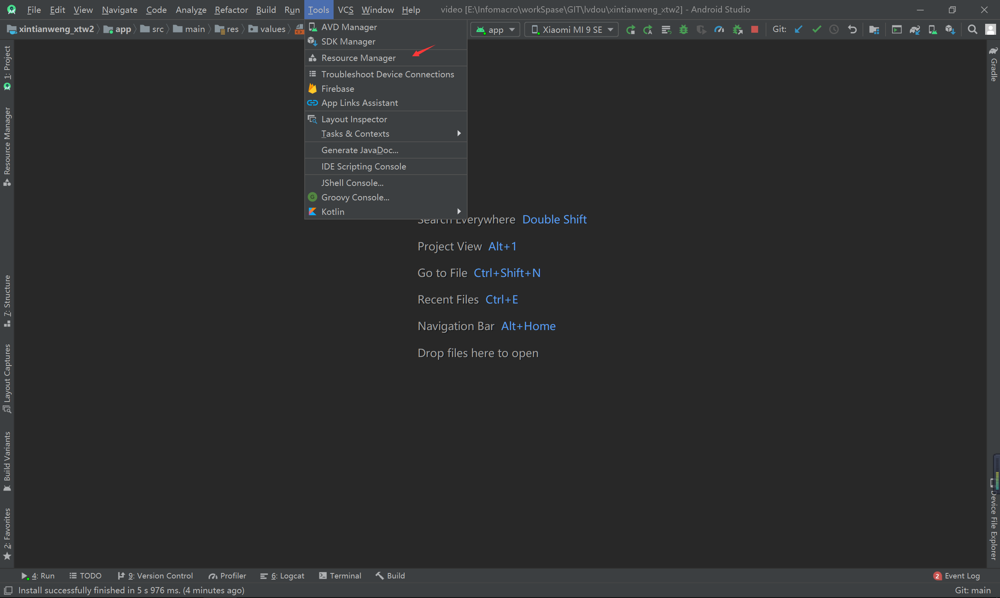 File Edit View Navigate Code Analyze Refactor Build Run Tools VCS Window Help video [E:\Infomacro\workSpase\GIT\lvdou\xintianweng_xtw2] - Android Studio
xintianweng_xtw2 app src main res values app Xiaomi MI 9 SE Git:
AVD Manager
SDK Manager
Resource Manager
Troubleshoot Device Connections
Firebase
App Links Assistant
Layout Inspector
Tasks & Contexts
Generate JavaDoc...
IDE Scripting Console
JShell Console...
G Groovy Console...
Kotlin
1: Project
Resource Manager
7: Structure
Layout Captures
Build Variants
2: Favorites
Search Everywhere Double Shift
Project View Alt+1
Go to File Ctrl+Shift+N
Recent Files Ctrl+E
Navigation Bar Alt+Home
Drop files here to open
Gradle
Device File Explorer
4: Run TODO 9: Version Control Profiler 6: Logcat Terminal Build 2 Event Log
Install successfully finished in 5 s 976 ms. (4 minutes ago) Git: main